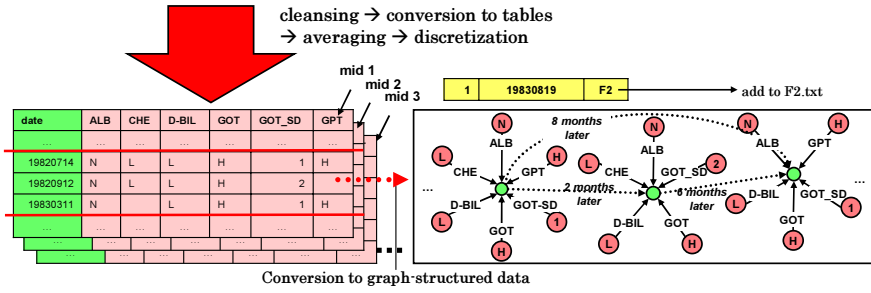 cleansing → conversion to tables
→ averaging → discretization
mid 1
mid 2
mid 3
1 19830819 F2 add to F2.txt
date ALB CHE D-BIL GOT GOT_SD GPT
... ... ... ... ... ... ...
19820714 N L L H 1 H
19820912 N L L H 2
19830311 N L H 1 H
... ... ... ... ... ... ...
... ... ... ... ... ... ...
... ... ... ... ... ... ...
N
8 months
later
N
N
H
ALB
ALB
ALB
GPT
L
CHE
GPT
H
L
CHE
GOT_SD
2
...
2 months
later
6 months
later
...
L
D-BIL
GOT-SD
1
D-BIL
L
GOT
H
D-BIL
L
GOT_SD
1
GOT
H
GOT
H
Conversion to graph-structured data